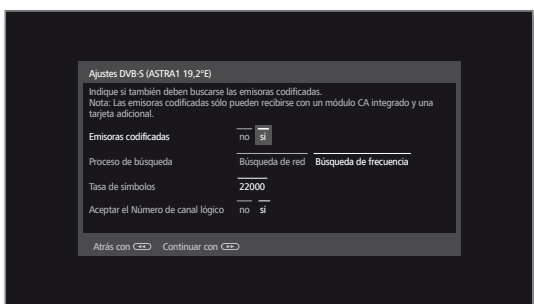 Ajustes DVB-S (ASTRA1 19,2°E)
Indique si también deben buscarse las emisoras codificadas.
Nota: Las emisoras codificadas sólo pueden recibirse con un módulo CA integrado y una
tarjeta adicional.
Emisoras codificadas no sí
Proceso de búsqueda Búsqueda de red Búsqueda de frecuencia
Tasa de símbolos 22000
Aceptar el Número de canal lógico no sí
Atrás con Continuar con